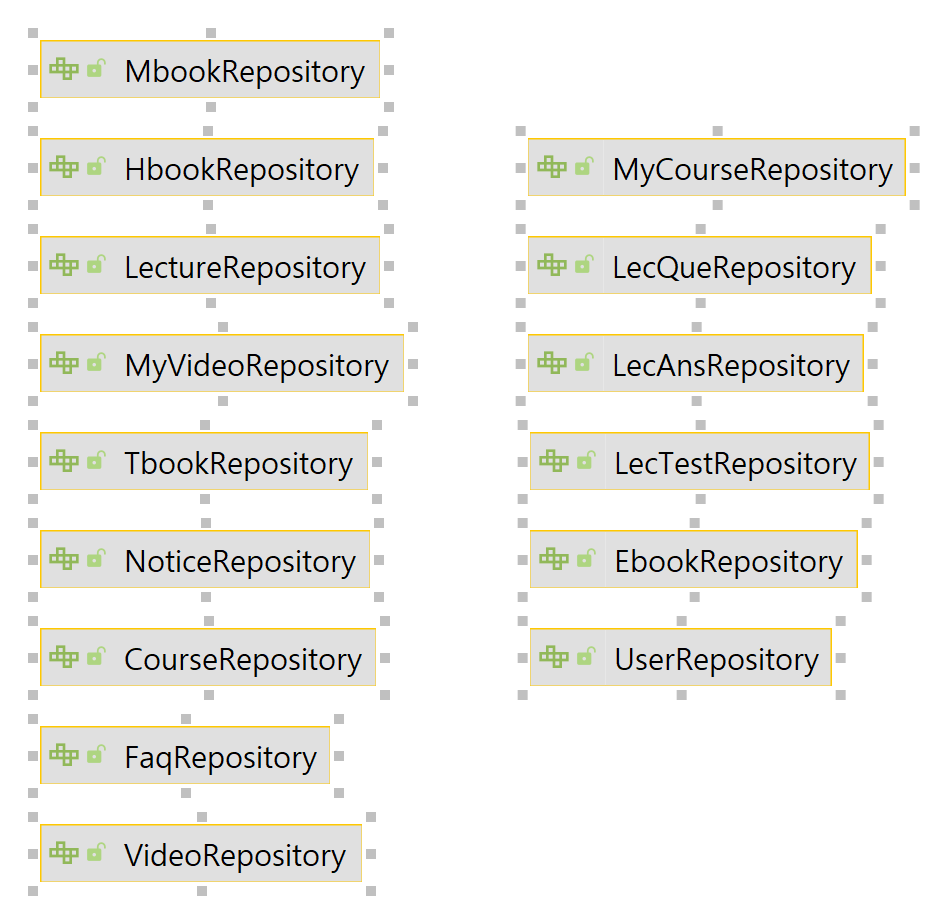 MbookRepository
HbookRepository
LectureRepository
MyVideoRepository
TbookRepository
NoticeRepository
CourseRepository
FaqRepository
VideoRepository
MyCourseRepository
LecQueRepository
LecAnsRepository
LecTestRepository
EbookRepository
UserRepository